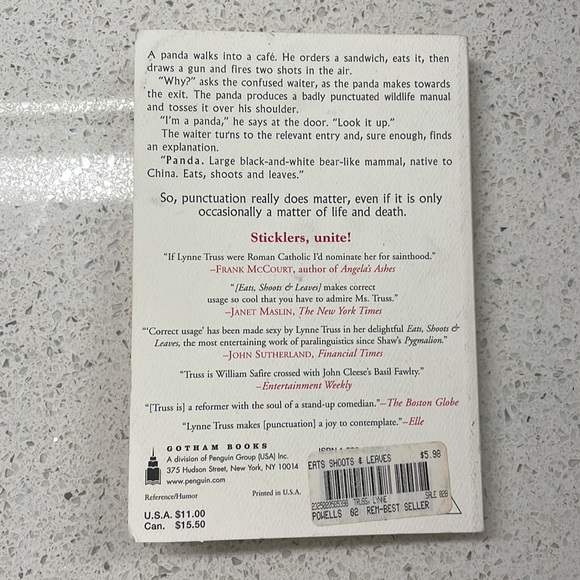 A panda walks into a café. He orders a sandwich, eats it, then
draws a gun and fires two shots in the air.
“Why?” asks the confused waiter, as the panda makes towards
the exit. The panda produces a badly punctuated wildlife manual
and tosses it over his shoulder.
“I’m a panda,” he says at the door. “Look it up.”
The waiter turns to the relevant entry and, sure enough, finds
an explanation.
“Panda. Large black-and-white bear-like mammal, native to
China. Eats, shoots and leaves.”
So, punctuation really does matter, even if it is only
occasionally a matter of life and death.
Sticklers, unite!
“If Lynne Truss were Roman Catholic I’d nominate her for sainthood.”
–FRANK MCCOURT, author of Angela’s Ashes
“[Eats, Shoots & Leaves] makes correct
usage so cool that you have to admire Ms. Truss.”
–JANET MASLIN, The New York Times
“‘Correct usage’ has been made sexy by Lynne Truss in her delightful Eats, Shoots &
Leaves, the most entertaining work of paralinguistics since Shaw’s Pygmalion.”
–JOHN SUTHERLAND, Financial Times
“Truss is William Safire crossed with John Cleese’s Basil Fawlty.”
–Entertainment Weekly
“[Truss is] a reformer with the soul of a stand-up comedian.”–The Boston Globe
“Lynne Truss makes [punctuation] a joy to contemplate.”–Elle
GOTHAM BOOKS
A division of Penguin Group (USA) Inc.
375 Hudson Street, New York, NY 10014
www.penguin.com
Reference/Humor Printed in U.S.A.
U.S.A. $11.00
Can. $15.50
EATS SHOOTS & LEAVES $5.98
TRUSS, LYNNE SALE 020
POWELLS 02 REM-BEST SELLER